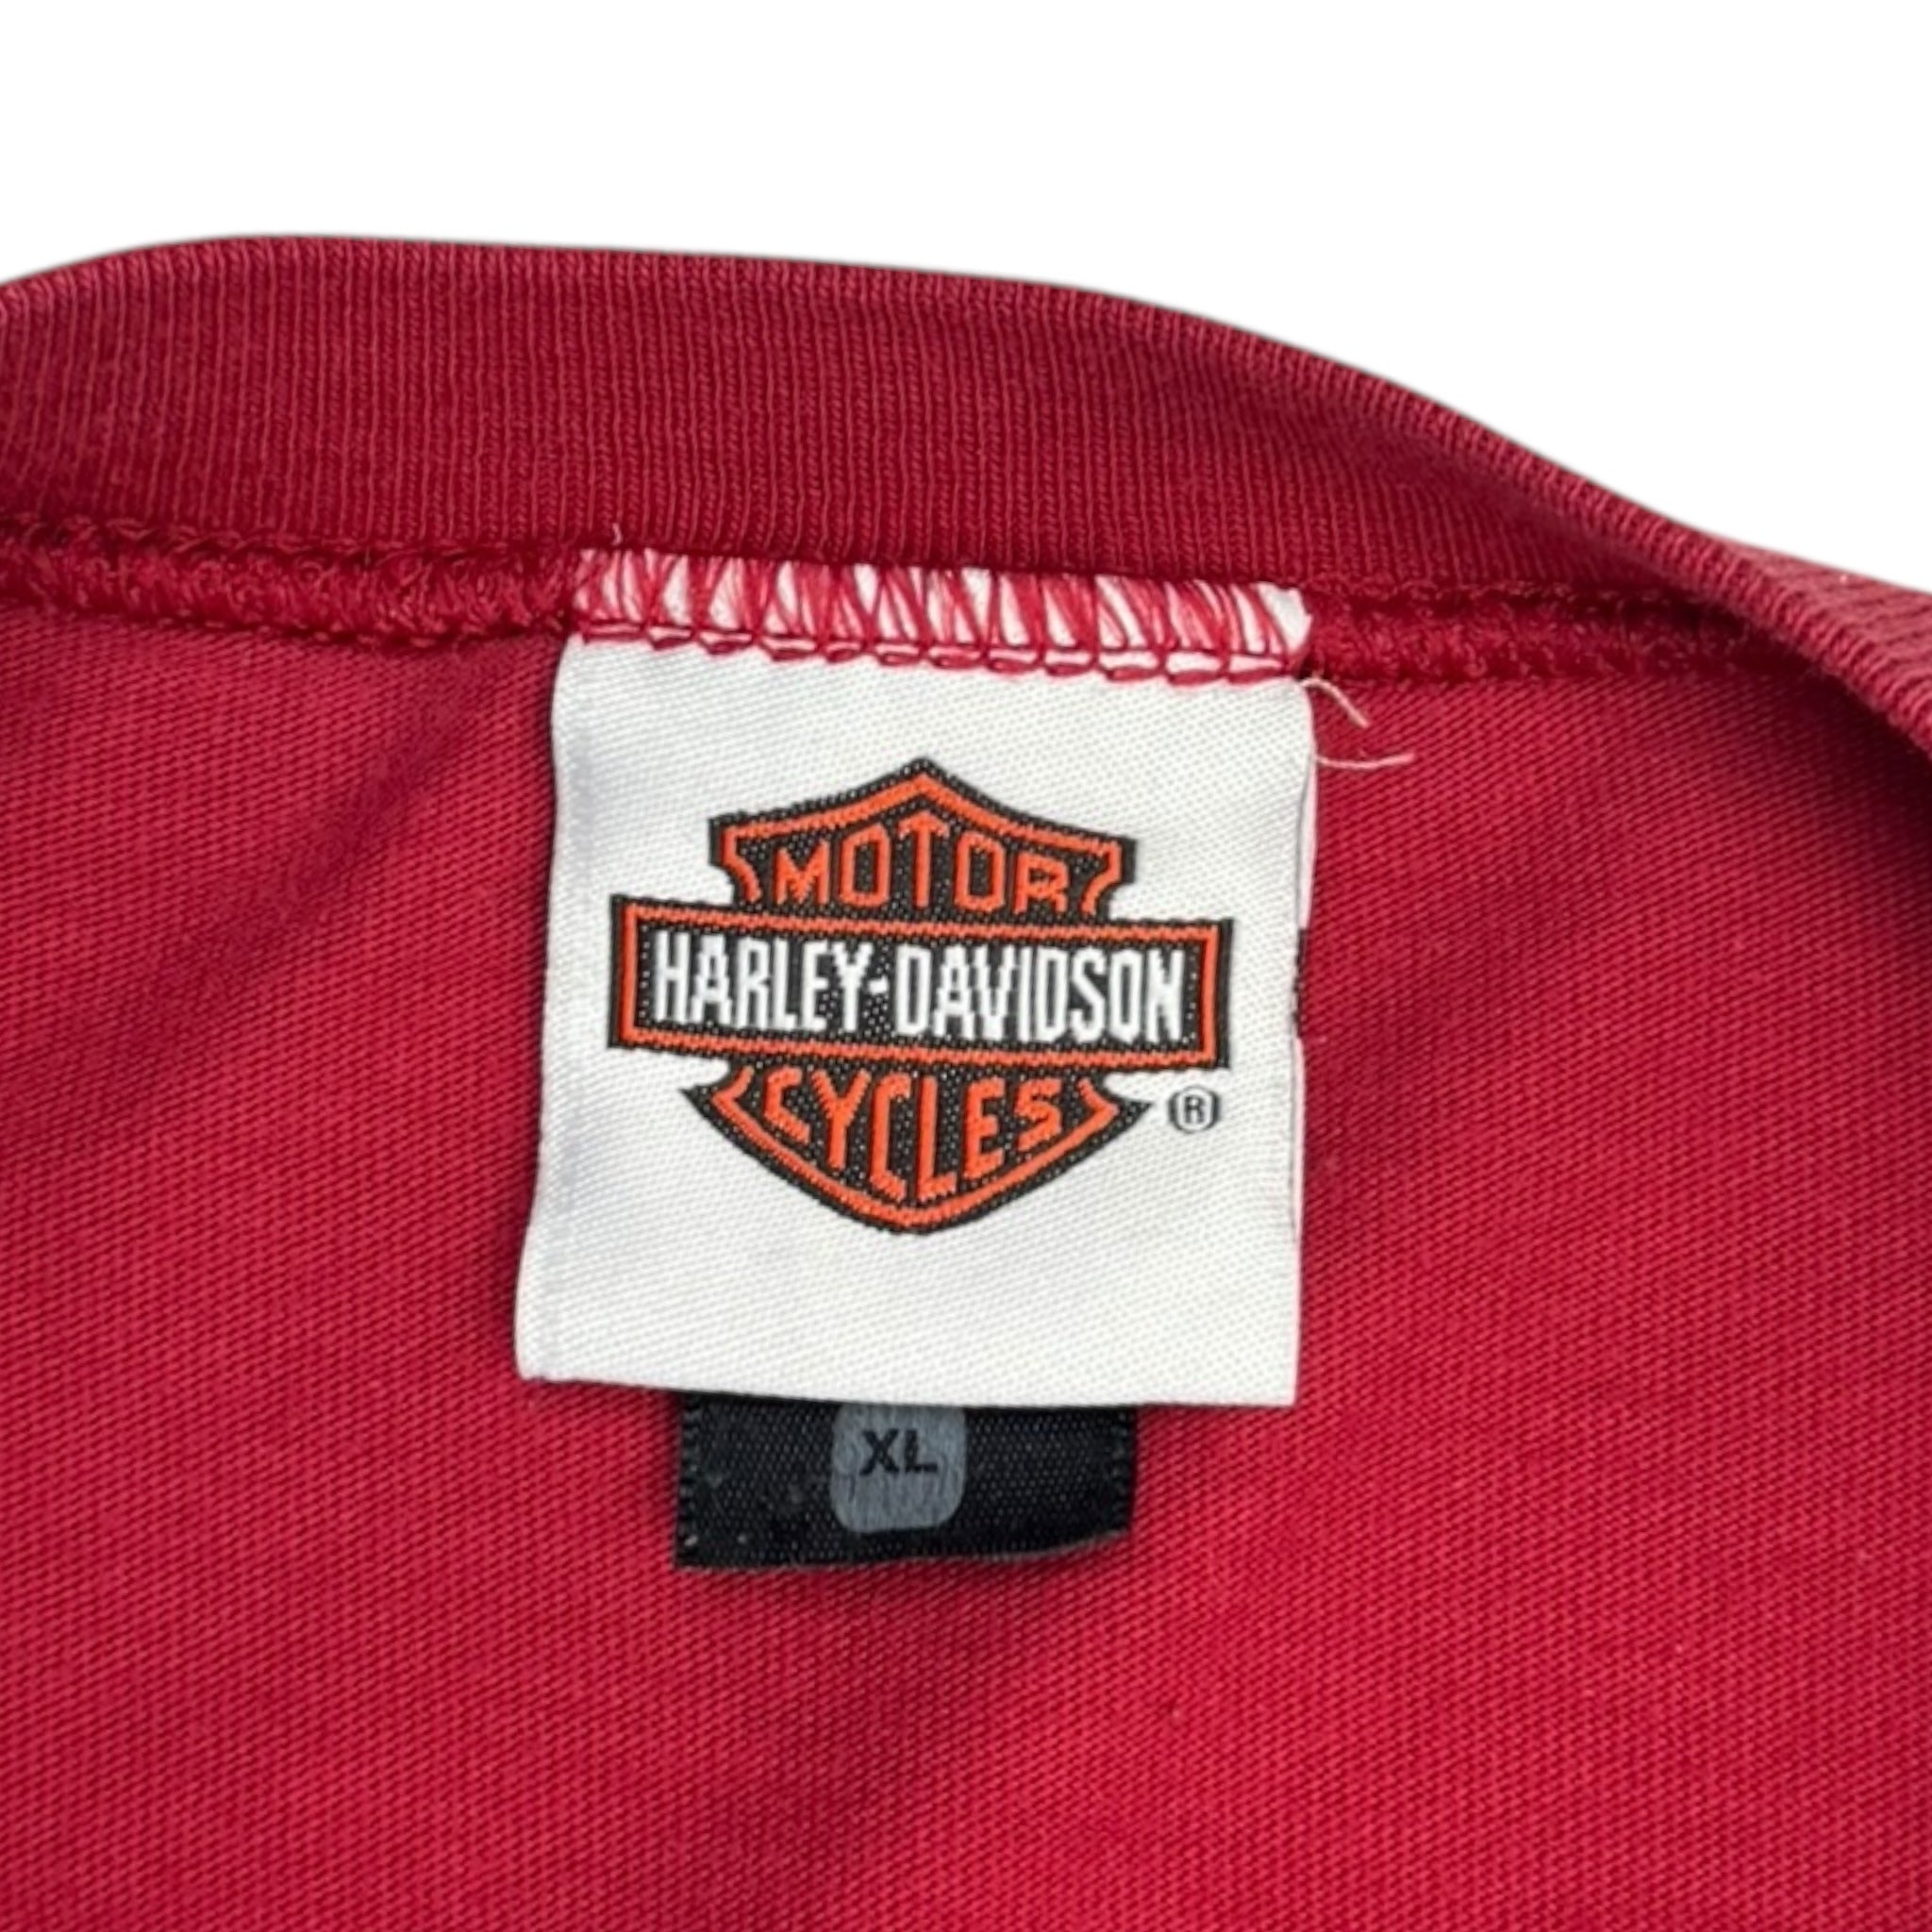 MOTOR
HARLEY-DAVIDSON
CYCLES ®
XL